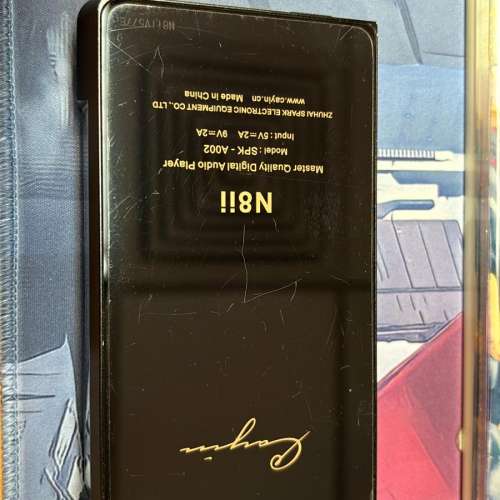 Cayin
N8ii
Master Quality Digital Audio Player
Model : SPK - A002
Input : 5V⎓2A 9V⎓2A
ZHUHAI SPARK ELECTRONIC EQUIPMENT CO., LTD
www.cayin.cn Made in China